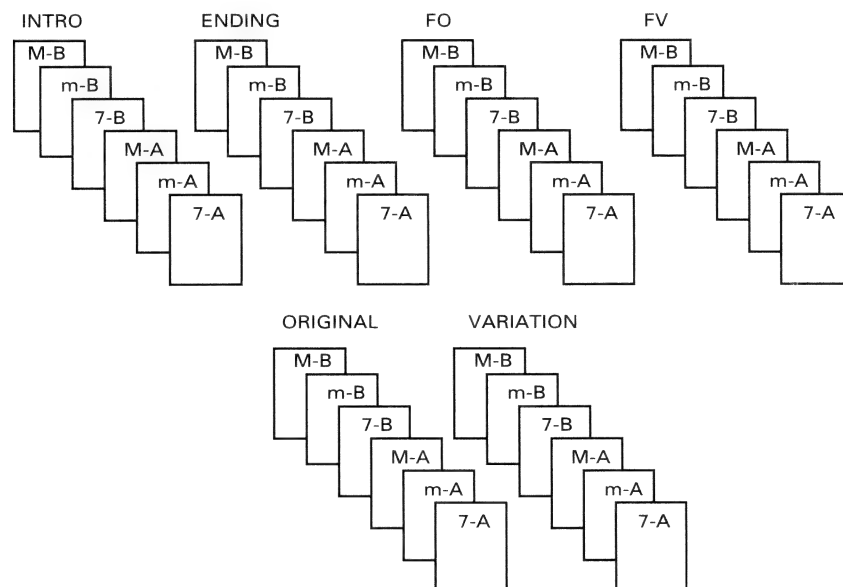 INTRO ENDING FO FV
M-B M-B M-B M-B
m-B m-B m-B m-B
7-B 7-B 7-B 7-B
M-A M-A M-A M-A
m-A m-A m-A m-A
7-A 7-A 7-A 7-A
ORIGINAL VARIATION
M-B M-B
m-B m-B
7-B 7-B
M-A M-A
m-A m-A
7-A 7-A